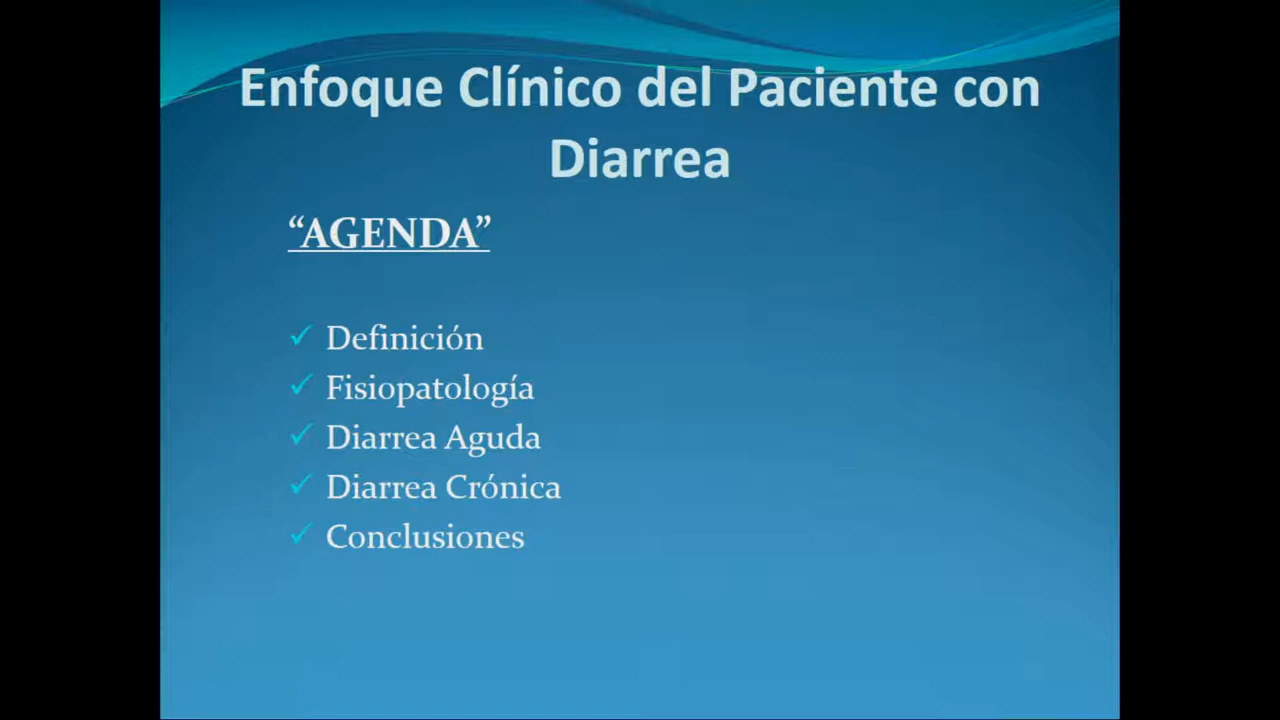 Enfoque Clínico del Paciente con
Diarrea
“AGENDA”
✓ Definición
✓ Fisiopatología
✓ Diarrea Aguda
✓ Diarrea Crónica
✓ Conclusiones